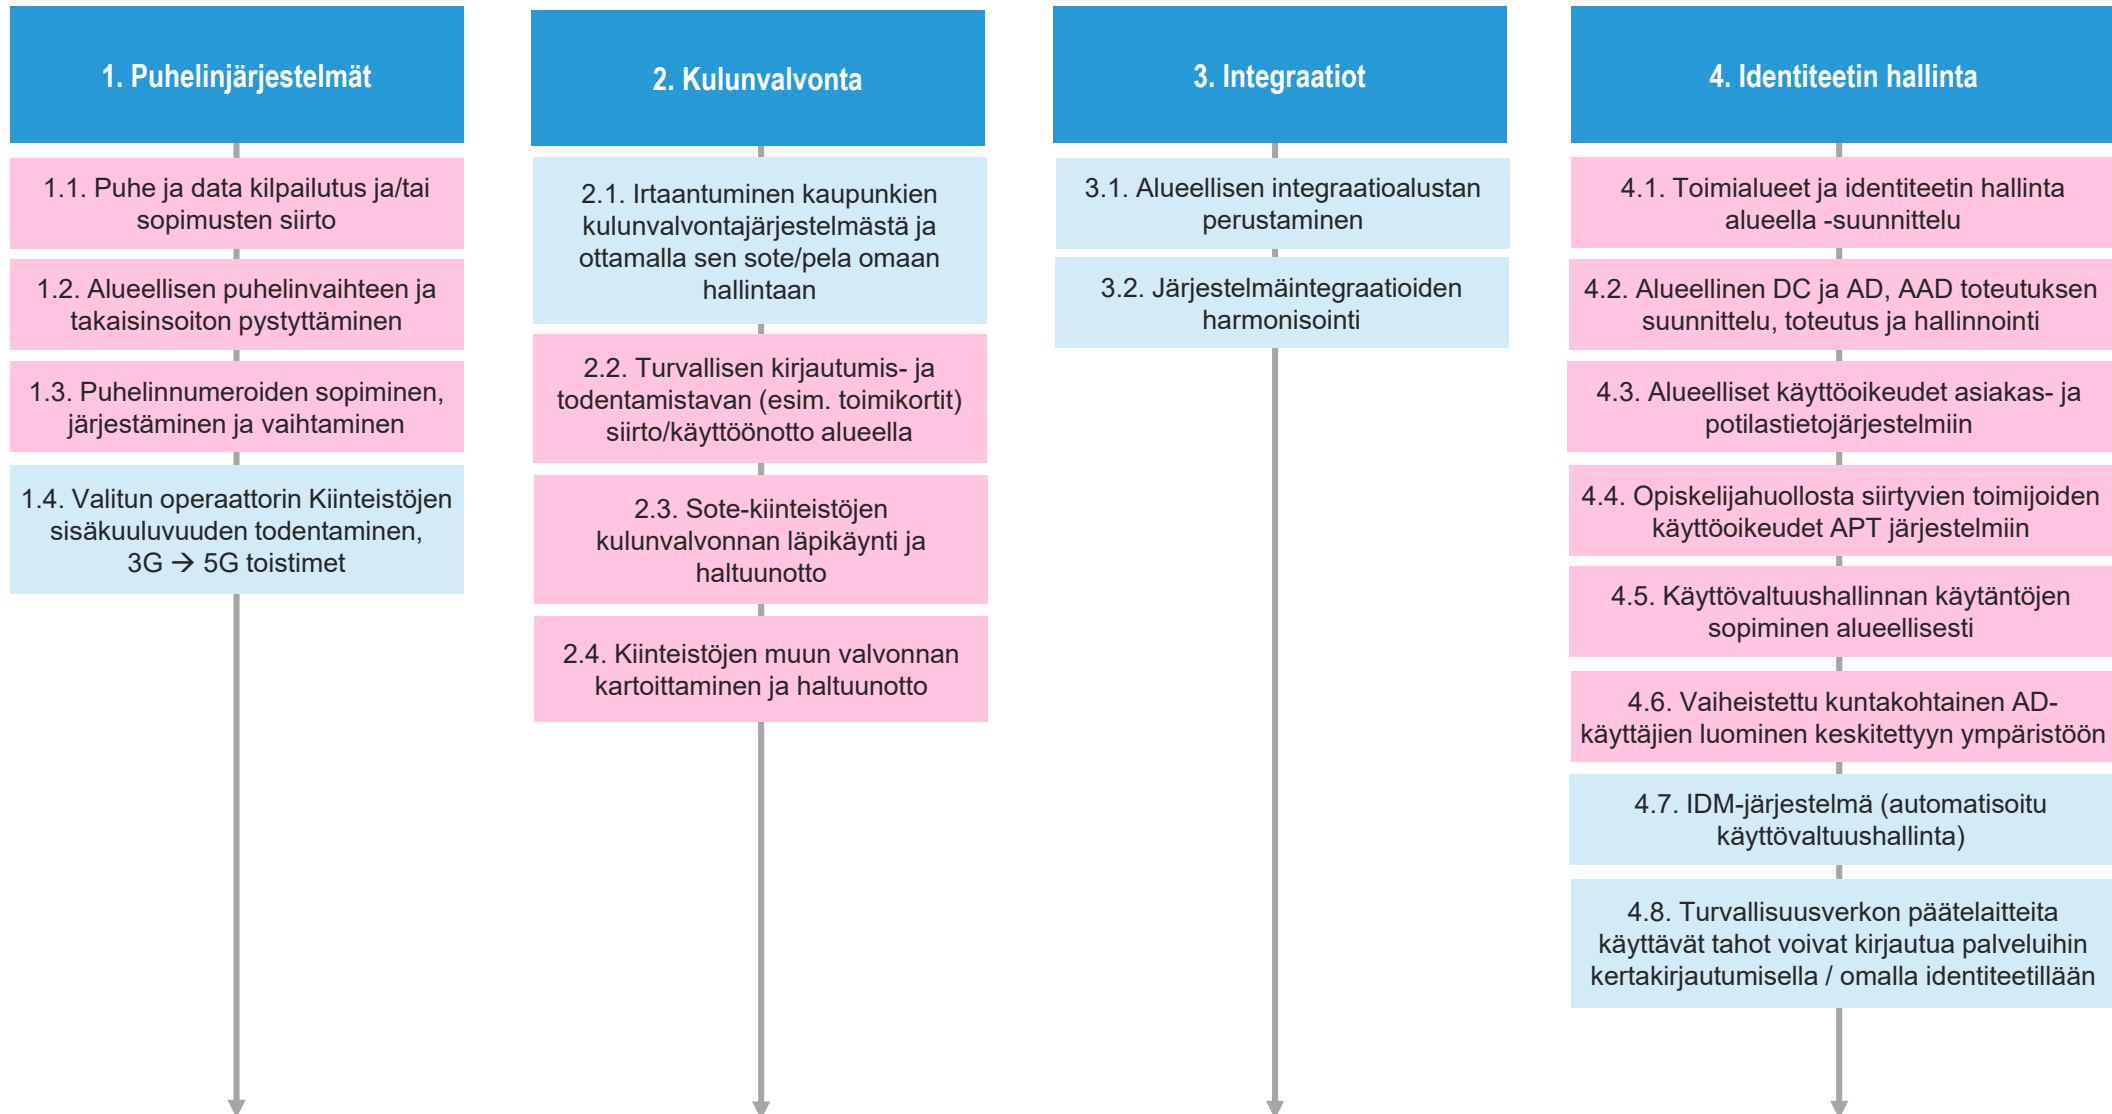 1. Puhelinjärjestelmät
1.1. Puhe ja data kilpailutus ja/tai
sopimusten siirto
1.2. Alueellisen puhelinvaihteen ja
takaisinsoiton pystyttäminen
1.3. Puhelinnumeroiden sopiminen,
järjestäminen ja vaihtaminen
1.4. Valitun operaattorin Kiinteistöjen
sisäkuuluvuuden todentaminen,
3G → 5G toistimet
2. Kulunvalvonta
2.1. Irtaantuminen kaupunkien
kulunvalvontajärjestelmästä ja
ottamalla sen sote/pela omaan
hallintaan
2.2. Turvallisen kirjautumis- ja
todentamistavan (esim. toimikortit)
siirto/käyttöönotto alueella
2.3. Sote-kiinteistöjen
kulunvalvonnan läpikäynti ja
haltuunotto
2.4. Kiinteistöjen muun valvonnan
kartoittaminen ja haltuunotto
3. Integraatiot
3.1. Alueellisen integraatioalustan
perustaminen
3.2. Järjestelmäintegraatioiden
harmonisointi
4. Identiteetin hallinta
4.1. Toimialueet ja identiteetin hallinta
alueella -suunnittelu
4.2. Alueellinen DC ja AD, AAD toteutuksen
suunnittelu, toteutus ja hallinnointi
4.3. Alueelliset käyttöoikeudet asiakas- ja
potilastietojärjestelmiin
4.4. Opiskelijahuollosta siirtyvien toimijoiden
käyttöoikeudet APT järjestelmiin
4.5. Käyttövaltuushallinnan käytäntöjen
sopiminen alueellisesti
4.6. Vaiheistettu kuntakohtainen AD-
käyttäjien luominen keskitettyyn ympäristöön
4.7. IDM-järjestelmä (automatisoitu
käyttövaltuushallinta)
4.8. Turvallisuusverkon päätelaitteita
käyttävät tahot voivat kirjautua palveluihin
kertakirjautumisella / omalla identiteetillään